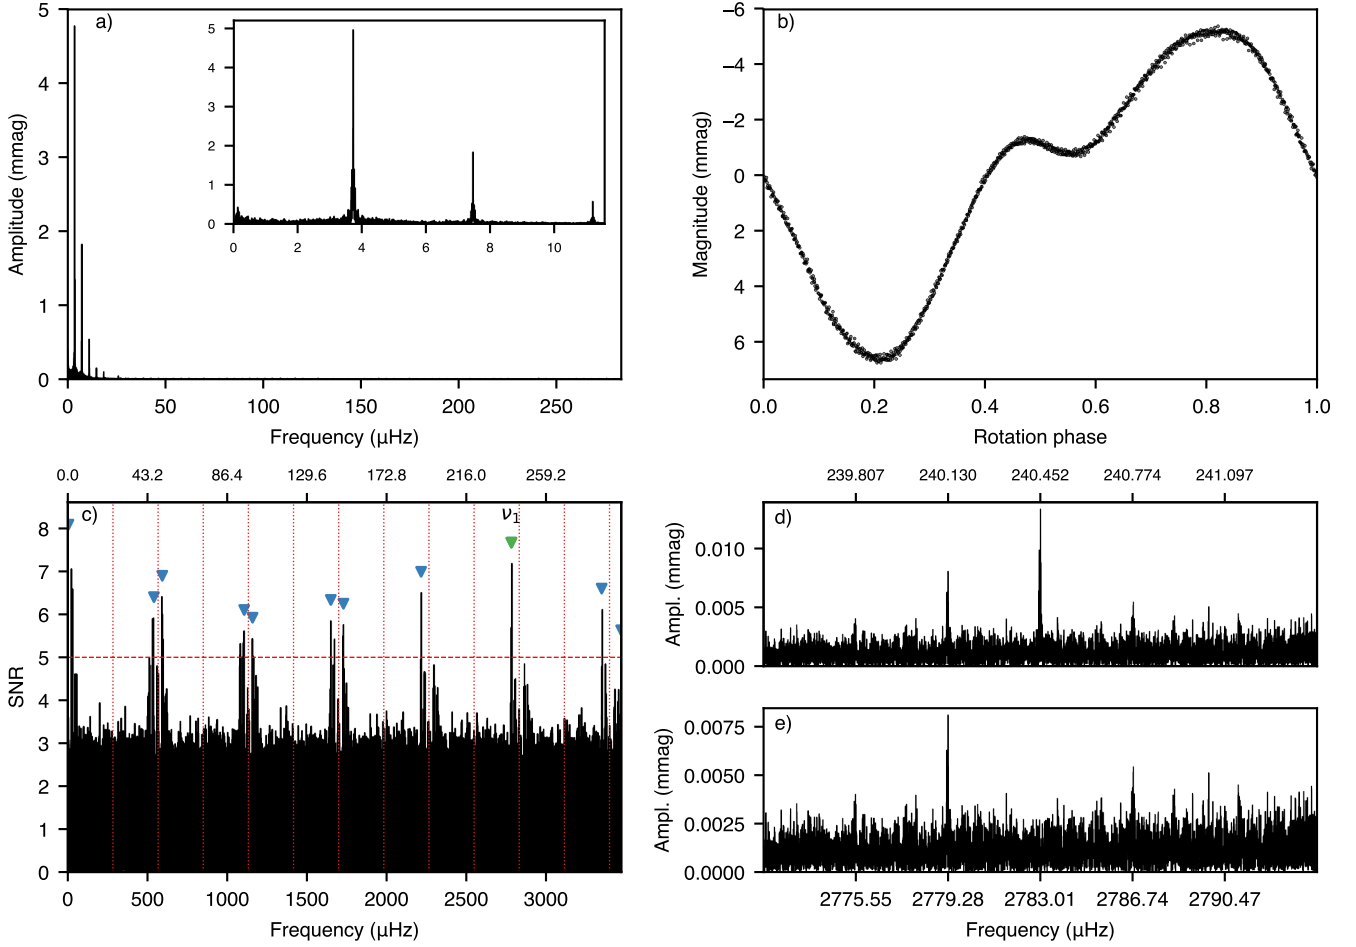 a)
Amplitude (mmag)
5
4
3
2
1
0
0 50 100 150 200 250
Frequency (µHz)
5
4
3
2
1
0
0 2 4 6 8 10
b)
Magnitude (mmag)
−6
−4
−2
0
2
4
6
0.0 0.2 0.4 0.6 0.8 1.0
Rotation phase
0.0 43.2 86.4 129.6 172.8 216.0 259.2
c)
ν1
SNR
8
7
6
5
4
3
2
1
0
0 500 1000 1500 2000 2500 3000
Frequency (µHz)
239.807 240.130 240.452 240.774 241.097
d)
Ampl. (mmag)
0.010
0.005
0.000
e)
Ampl. (mmag)
0.0075
0.0050
0.0025
0.0000
2775.55 2779.28 2783.01 2786.74 2790.47
Frequency (µHz)